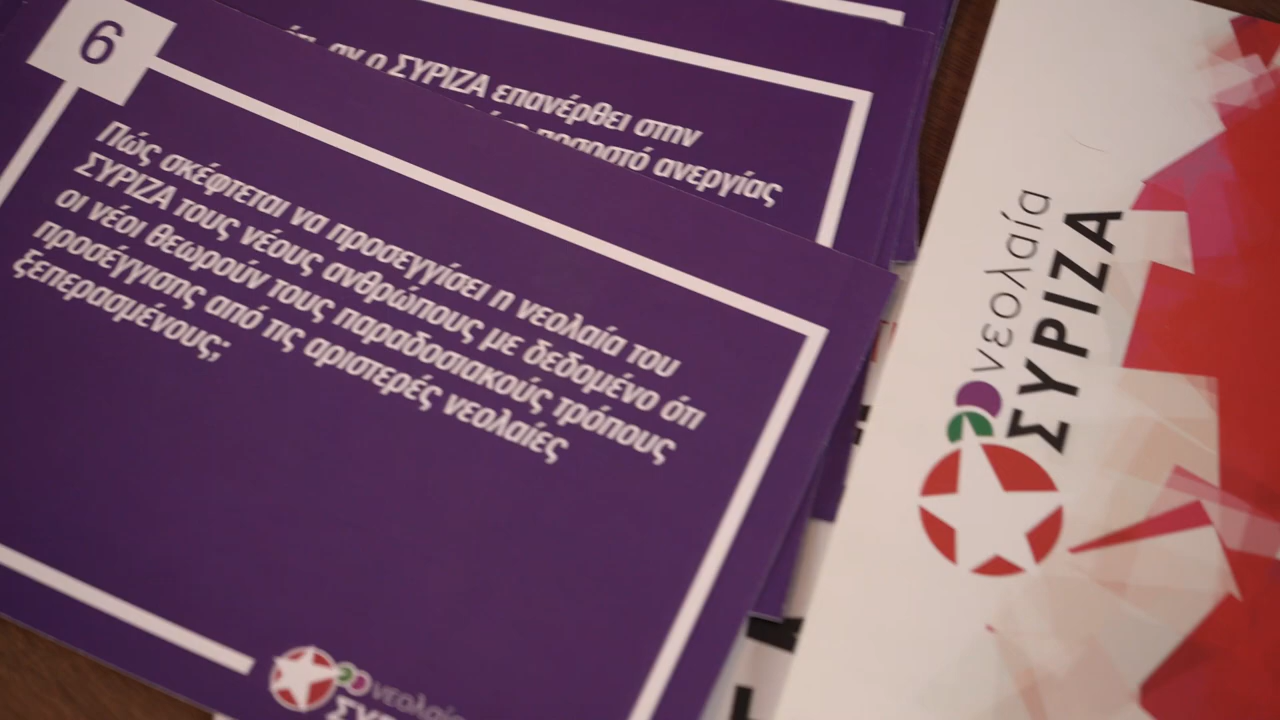 6
Πώς σκέφτεται να προσεγγίσει η νεολαία του
ΣΥΡΙΖΑ τους νέους ανθρώπους με δεδομένο ότι
οι νέοι θεωρούν τους παραδοσιακούς τρόπους
προσέγγισης από τις αριστερές νεολαίες
ξεπερασμένους;
αν ο ΣΥΡΙΖΑ επανέρθει στην
ποσοστό ανεργίας
νεολαία
ΣΥΡΙΖΑ
νεολαία